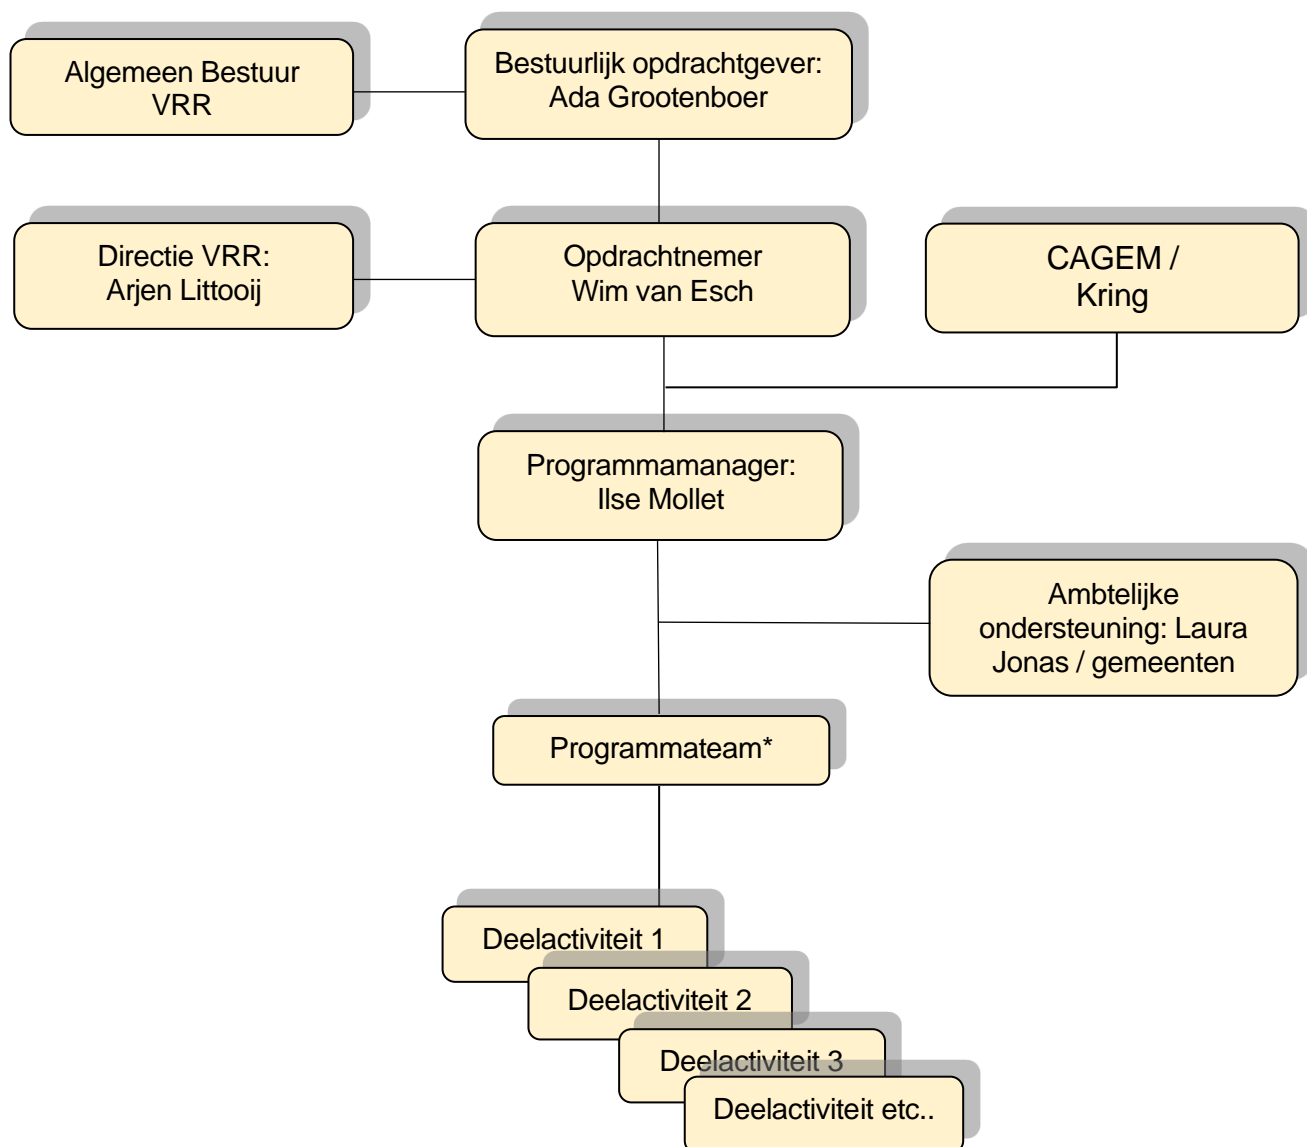 Algemeen Bestuur
VRR
Bestuurlijk opdrachtgever:
Ada Grootenboer
Directie VRR:
Arjen Littooij
Opdrachtnemer
Wim van Esch
CAGEM /
Kring
Programmamanager:
Ilse Mollet
Ambtelijke
ondersteuning: Laura
Jonas / gemeenten
Programmateam*
Deelactiviteit 1
Deelactiviteit 2
Deelactiviteit 3
Deelactiviteit etc..